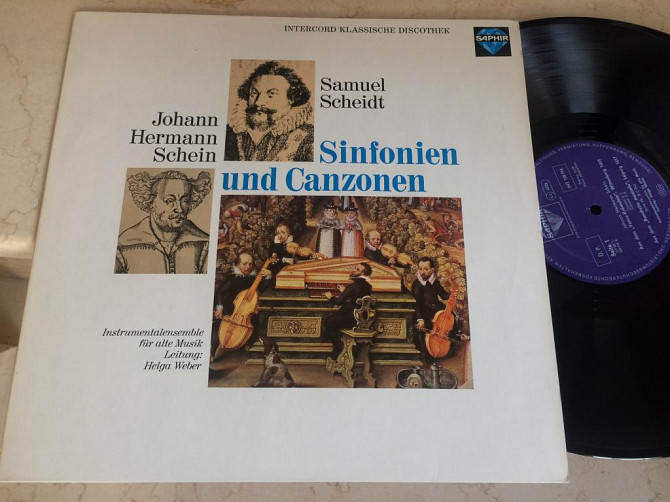 INTERCORD KLASSISCHE DISCOTHEK
SAPHIR
Samuel
Scheidt
Johann
Hermann
Schein
Sinfonien
und Canzonen
Instrumentalensemble
für alte Musik
Leitung:
Helga Weber